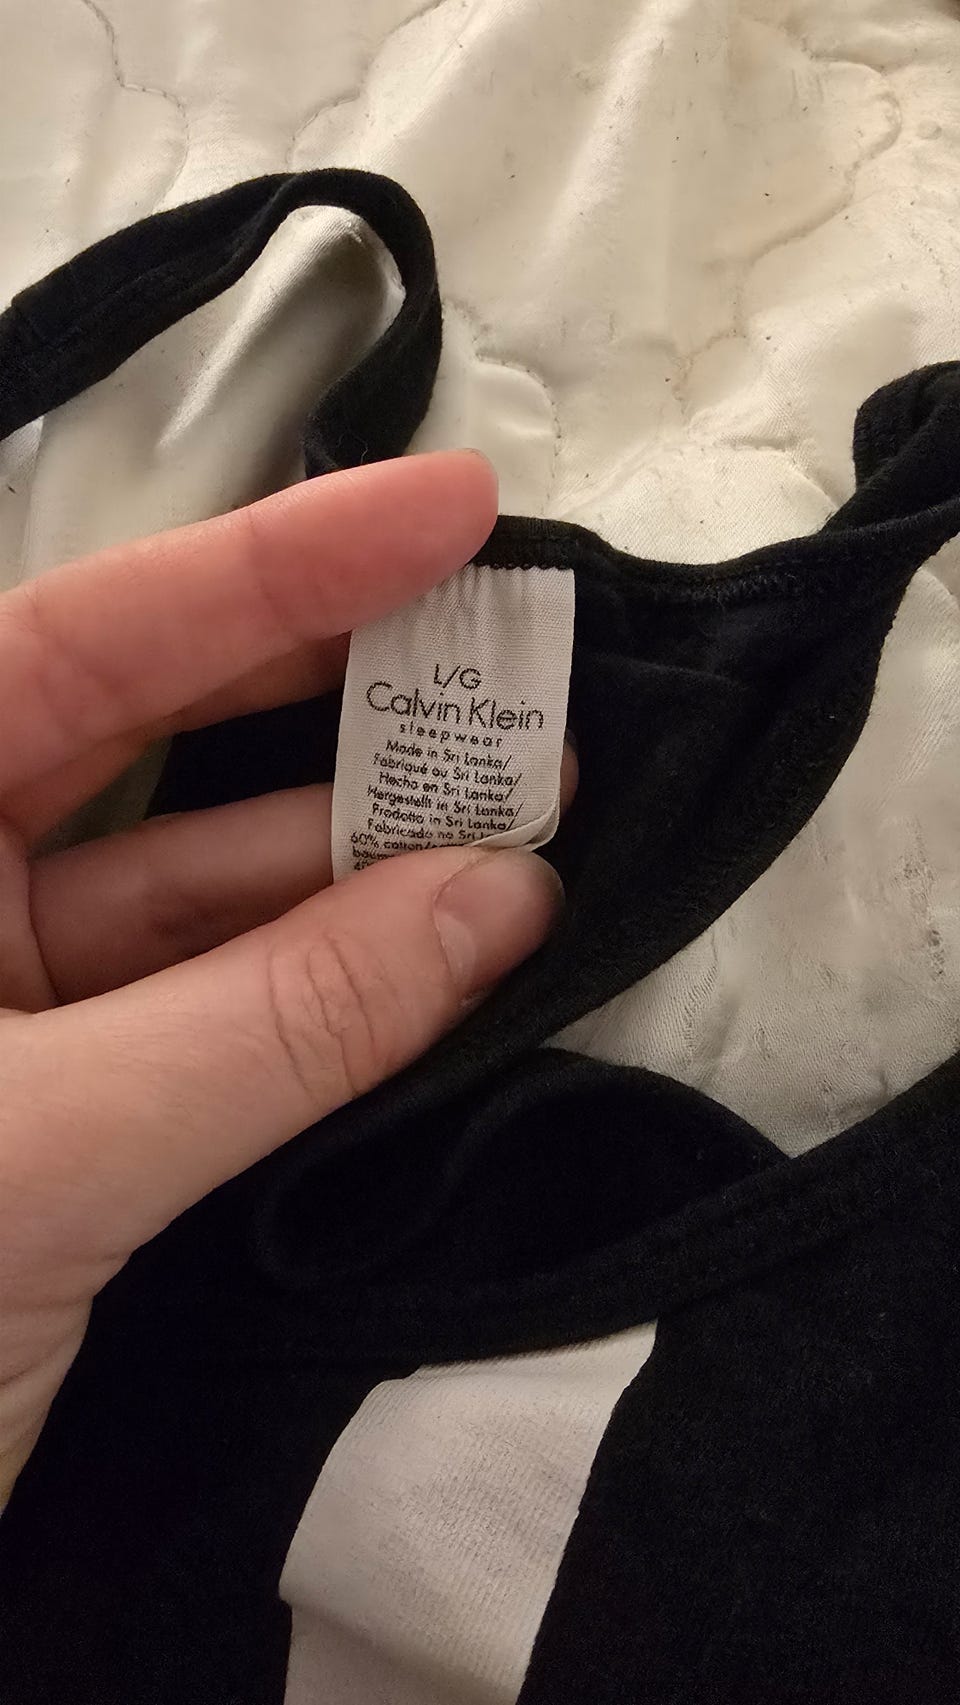 L/G
Calvin Klein
sleepwear
Made in Sri Lanka/
Fabriqué au Sri Lanka/
Hecho en Sri Lanka/
Hergestellt in Sri Lanka/
Prodotto in Sri Lanka/
Fabricado no Sri
60% cotton/